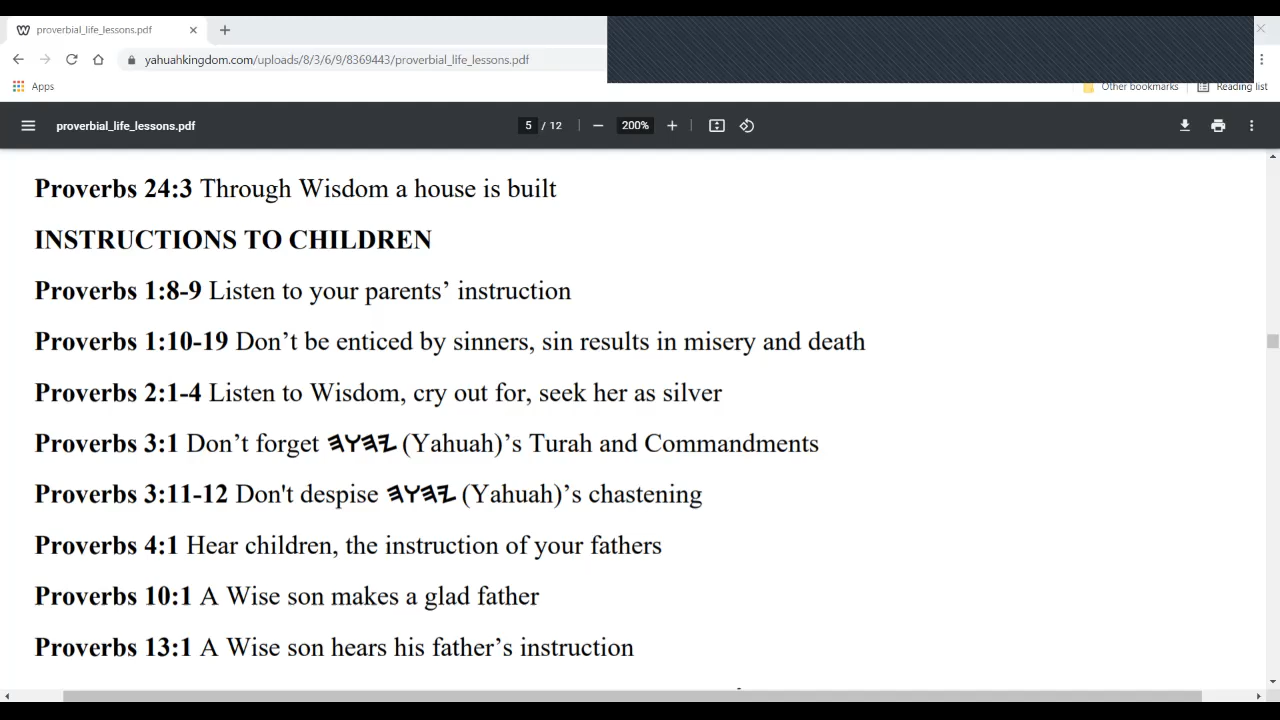 proverbial_life_lessons.pdf
yahuahkingdom.com/uploads/8/3/6/9/8369443/proverbial_life_lessons.pdf
Apps
Other bookmarks
Reading list
proverbial_life_lessons.pdf
5 / 12
200%
Proverbs 24:3 Through Wisdom a house is built
INSTRUCTIONS TO CHILDREN
Proverbs 1:8-9 Listen to your parents’ instruction
Proverbs 1:10-19 Don’t be enticed by sinners, sin results in misery and death
Proverbs 2:1-4 Listen to Wisdom, cry out for, seek her as silver
Proverbs 3:1 Don’t forget 𐤉𐤄𐤅𐤄 (Yahuah)’s Turah and Commandments
Proverbs 3:11-12 Don't despise 𐤉𐤄𐤅𐤄 (Yahuah)’s chastening
Proverbs 4:1 Hear children, the instruction of your fathers
Proverbs 10:1 A Wise son makes a glad father
Proverbs 13:1 A Wise son hears his father’s instruction